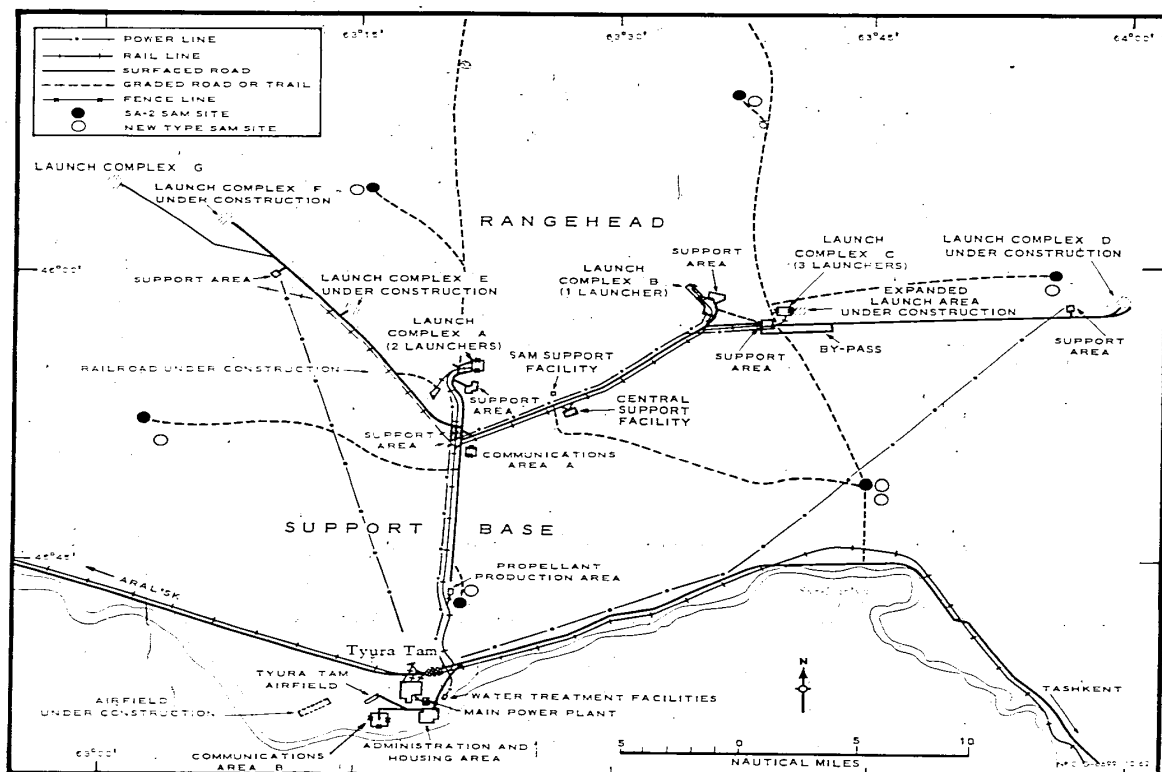 POWER LINE
RAIL LINE
SURFACED ROAD
GRADED ROAD OR TRAIL
FENCE LINE
SA-2 SAM SITE
NEW TYPE SAM SITE
63°15'
63°30'
63°45'
64°00'
LAUNCH COMPLEX G
LAUNCH COMPLEX F
UNDER CONSTRUCTION
RANGEHEAD
46°00'
SUPPORT AREA
LAUNCH COMPLEX E
UNDER CONSTRUCTION
LAUNCH
COMPLEX B
(1 LAUNCHER)
SUPPORT
AREA
LAUNCH
COMPLEX C
(3 LAUNCHERS)
LAUNCH COMPLEX D
UNDER CONSTRUCTION
EXPANDED
LAUNCH AREA
UNDER CONSTRUCTION
LAUNCH
COMPLEX A
(2 LAUNCHERS)
SUPPORT
AREA
BY-PASS
SUPPORT
AREA
RAILROAD UNDER CONSTRUCTION
SAM SUPPORT
FACILITY
SUPPORT
AREA
CENTRAL
SUPPORT
FACILITY
SUPPORT
AREA
COMMUNICATIONS
AREA A
SUPPORT BASE
45°45'
ARAL'SK
PROPELLANT
PRODUCTION AREA
Tyura Tam
TYURA TAM
AIRFIELD
AIRFIELD
UNDER CONSTRUCTION
WATER TREATMENT FACILITIES
MAIN POWER PLANT
N
TASHKENT
COMMUNICATIONS
AREA B
ADMINISTRATION AND
HOUSING AREA
63°00'
5 0 5 10
NAUTICAL MILES